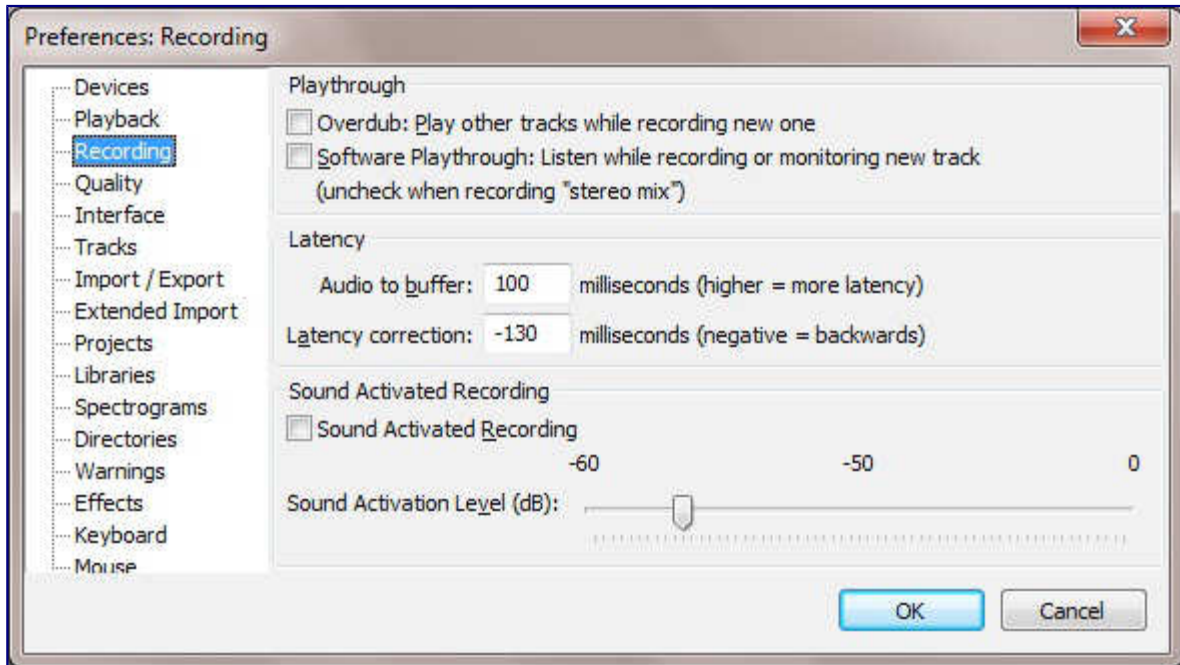 Preferences: Recording
Devices
Playback
Recording
Quality
Interface
Tracks
Import / Export
Extended Import
Projects
Libraries
Spectrograms
Directories
Warnings
Effects
Keyboard
Mouse
Playthrough
Overdub: Play other tracks while recording new one
Software Playthrough: Listen while recording or monitoring new track
(uncheck when recording "stereo mix")
Latency
Audio to buffer: 100 milliseconds (higher = more latency)
Latency correction: -130 milliseconds (negative = backwards)
Sound Activated Recording
Sound Activated Recording
-60 -50 0
Sound Activation Level (dB):
OK Cancel